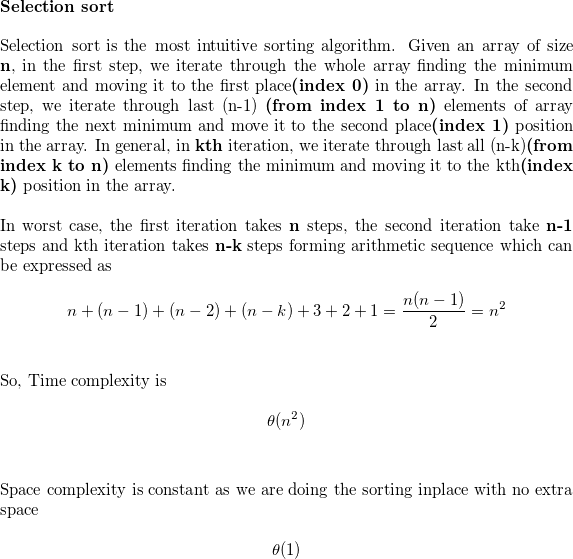 Selection sort
Selection sort is the most intuitive sorting algorithm. Given an array of size
n, in the first step, we iterate through the whole array finding the minimum
element and moving it to the first place(index 0) in the array. In the second
step, we iterate through last (n-1) (from index 1 to n) elements of array
finding the next minimum and move it to the second place(index 1) position
in the array. In general, in kth iteration, we iterate through last all (n-k)(from
index k to n) elements finding the minimum and moving it to the kth(index
k) position in the array.
In worst case, the first iteration takes n steps, the second iteration take n-1
steps and kth iteration takes n-k steps forming arithmetic sequence which can
be expressed as
n + (n − 1) + (n − 2) + (n − k) + 3 + 2 + 1 = n(n − 1)/2 = n²
So, Time complexity is
θ(n²)
Space complexity is constant as we are doing the sorting inplace with no extra
space
θ(1)